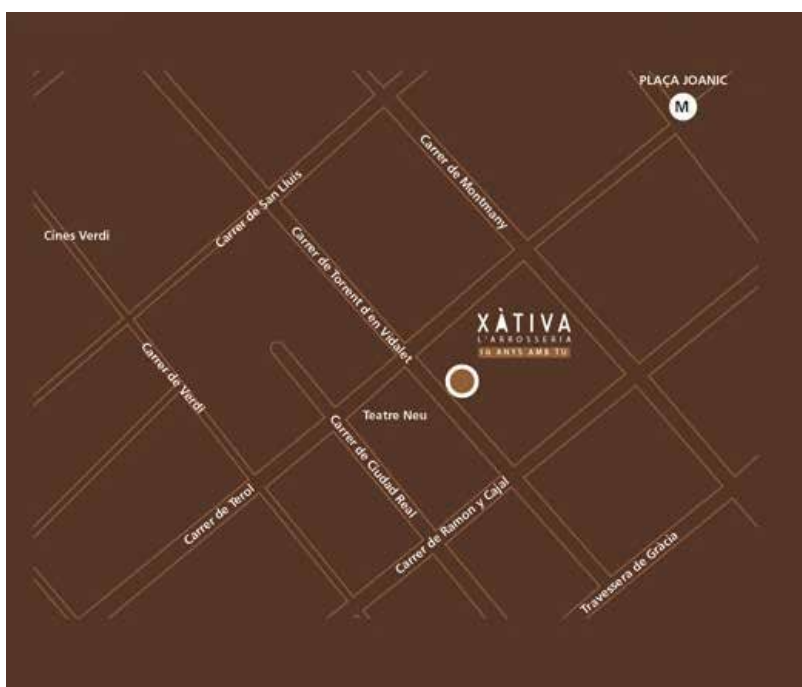 PLAÇA JOANIC
M
Carrer de Montmany
Carrer de San Lluis
Cines Verdi
Carrer de Torrent d'en Vidalet
XÀTIVA
L'ARROSSERIA
30 ANYS AMB TU
Carrer de Verdi
Teatre Neu
Carrer de Ciudad Real
Carrer de Terol
Carrer de Ramon y Cajal
Travessera de Gràcia